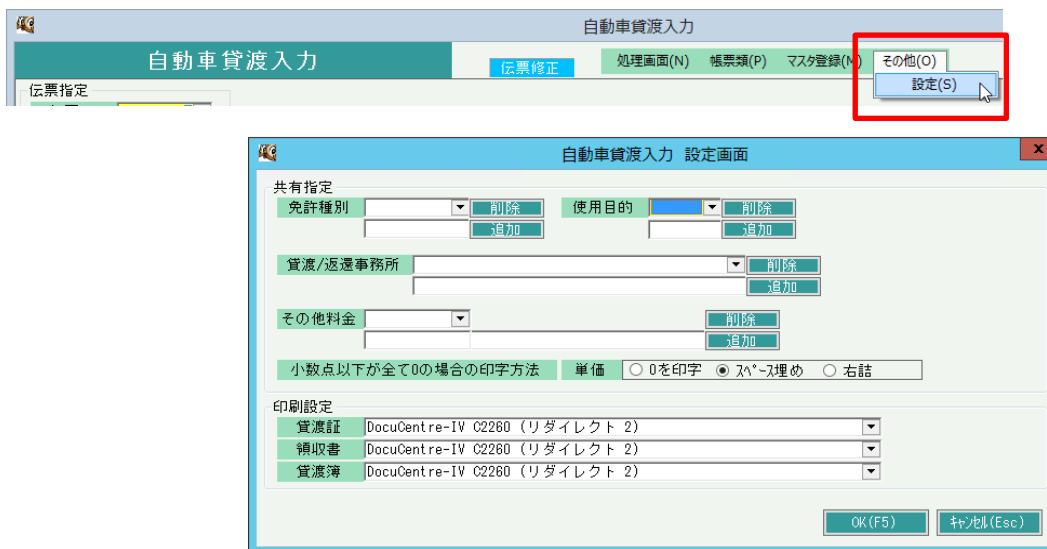 自動車貸渡入力
自動車貸渡入力 伝票修正 処理画面(N) 帳票類(P) マスタ登録(M) その他(O)
伝票指定 設定(S)
自動車貸渡入力 設定画面 x
共有指定
免許種別 削除 使用目的 削除
追加 追加
貸渡/返還事務所 削除
追加
その他料金 削除
追加
小数点以下が全て0の場合の印字方法 単価 0を印字 スペース埋め 右詰
印刷設定
貸渡証 DocuCentre-IV C2260 (リダイレクト 2)
領収書 DocuCentre-IV C2260 (リダイレクト 2)
貸渡簿 DocuCentre-IV C2260 (リダイレクト 2)
OK(F5) キャンセル(Esc)